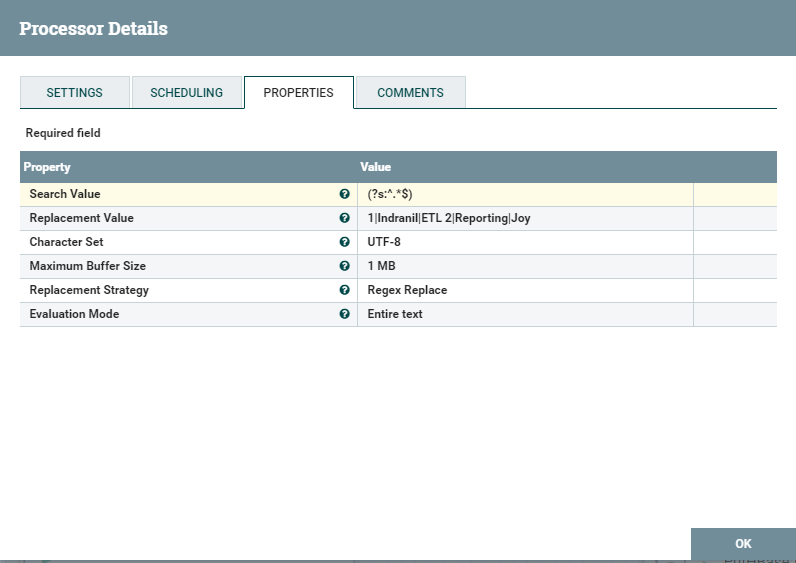 Processor Details
SETTINGS SCHEDULING PROPERTIES COMMENTS
Required field
Property Value
Search Value (?s:^.*$)
Replacement Value 1|Indranil|ETL 2|Reporting|Joy
Character Set UTF-8
Maximum Buffer Size 1 MB
Replacement Strategy Regex Replace
Evaluation Mode Entire text
OK